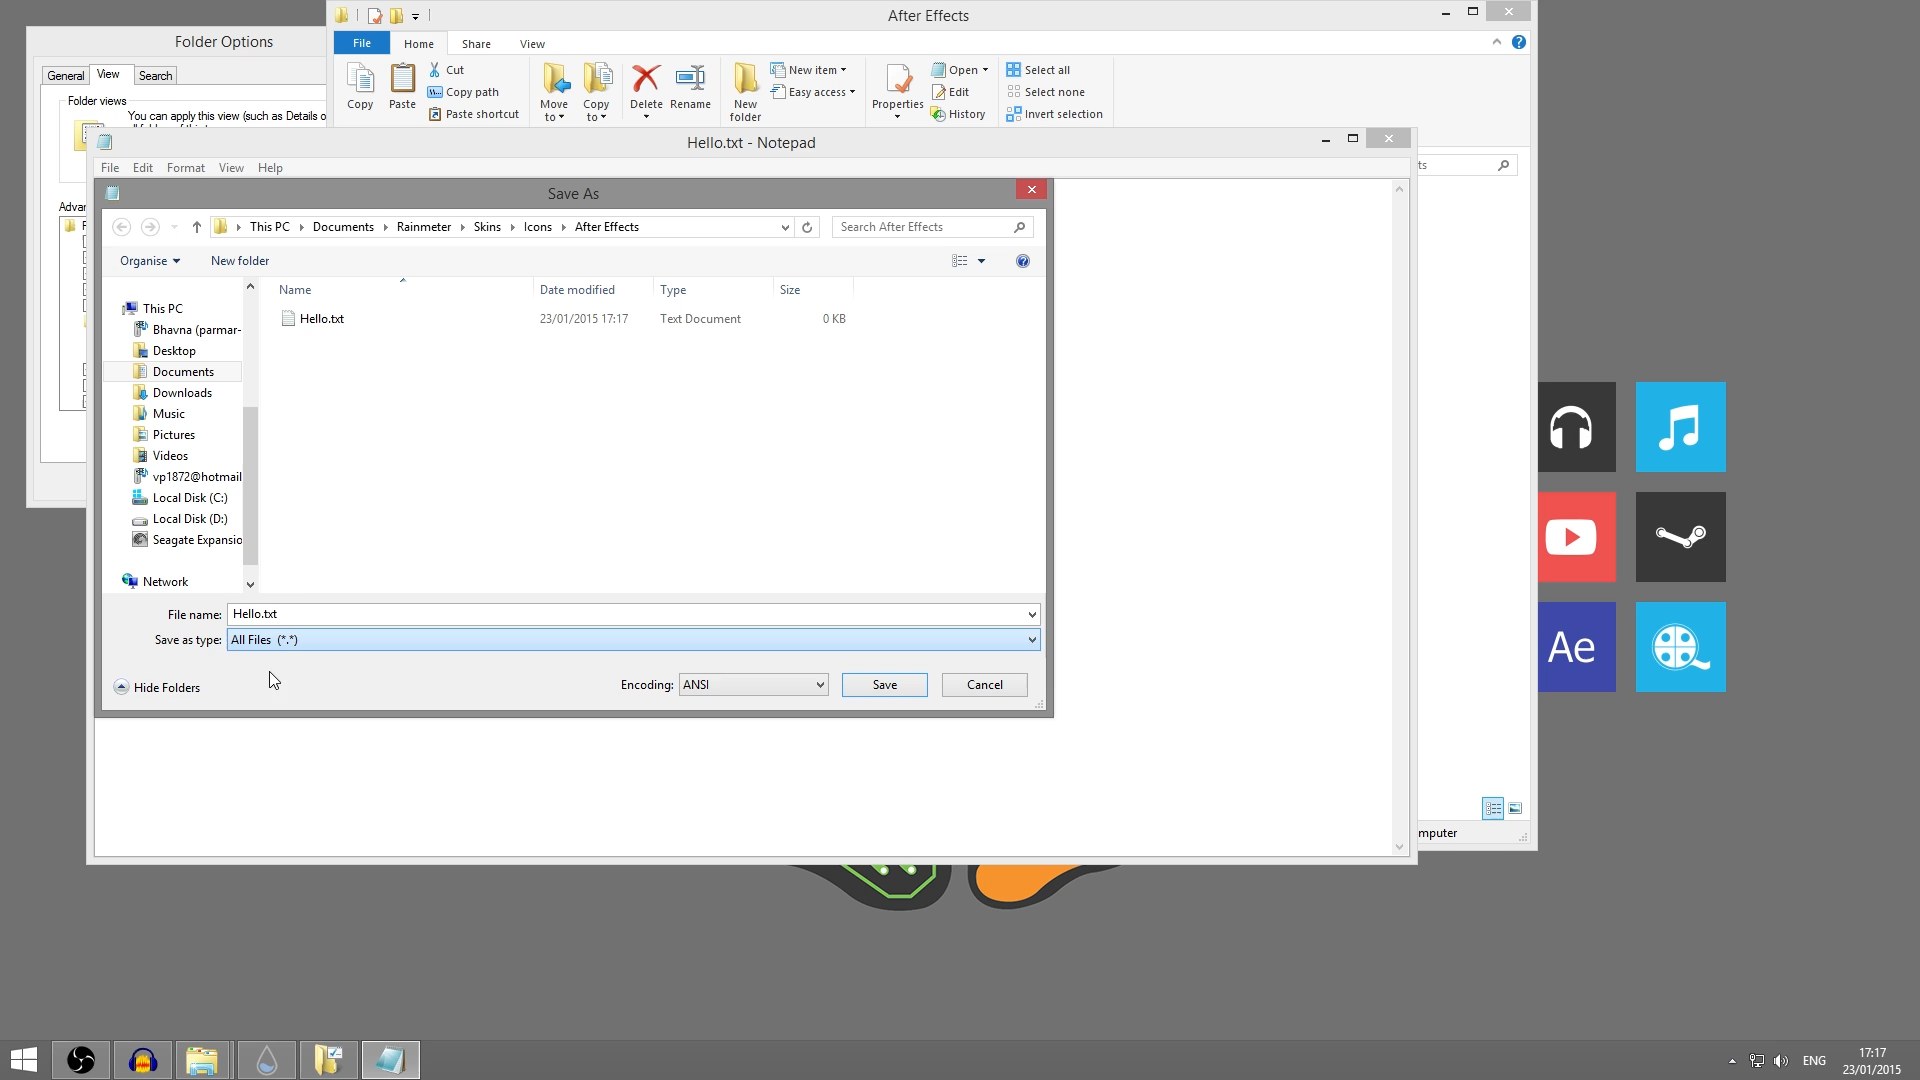 After Effects
Folder Options
File Home Share View
General View Search
Folder views
You can apply this view (such as Details o
Copy Paste Cut
Copy path
Paste shortcut
Move to Copy to Delete Rename New folder
New item
Easy access
Properties Open
Edit
History
Select all
Select none
Invert selection
Hello.txt - Notepad
File Edit Format View Help
ts
Save As
Advar
This PC Documents Rainmeter Skins Icons After Effects
Search After Effects
Organise New folder
Name Date modified Type Size
Hello.txt 23/01/2015 17:17 Text Document 0 KB
This PC
Bhavna (parmar-
Desktop
Documents
Downloads
Music
Pictures
Videos
vp1872@hotmail
Local Disk (C:)
Local Disk (D:)
Seagate Expansio
Network
File name: Hello.txt
Save as type: All Files (*.*)
Hide Folders
Encoding: ANSI Save Cancel
Ae
mputer
ENG
17:17
23/01/2015